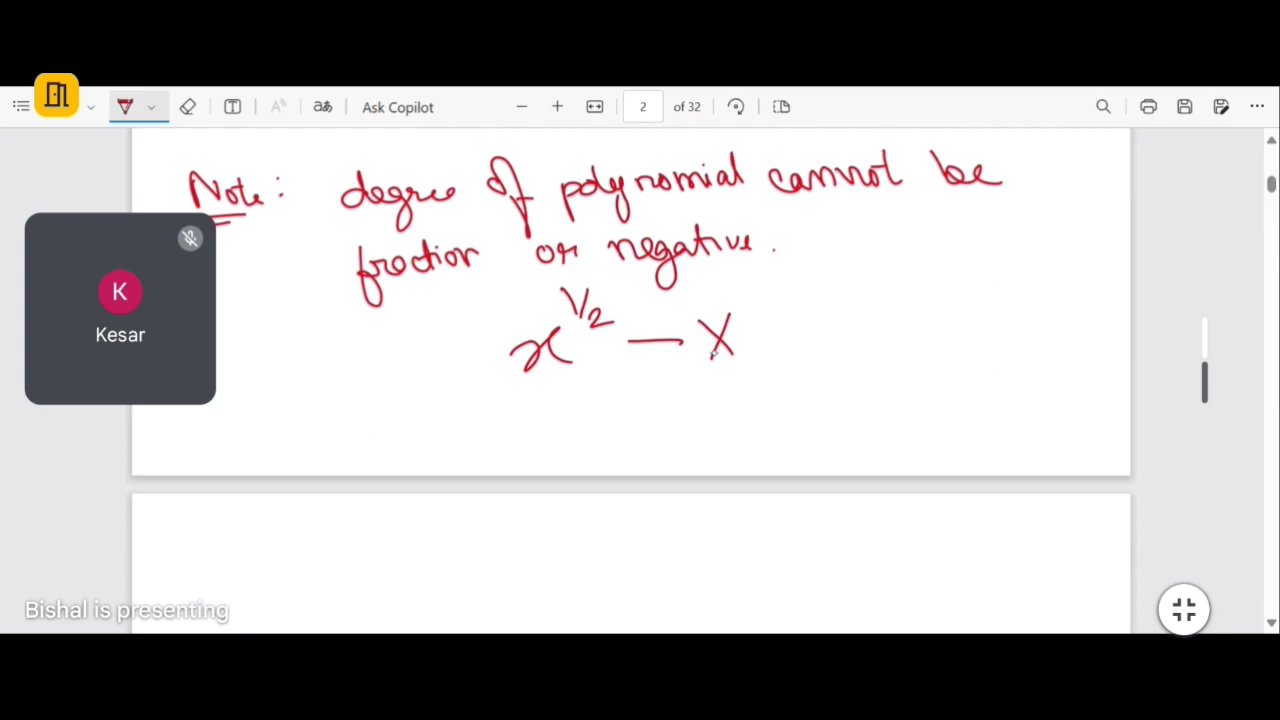 Ask Copilot
2 of 32
Note: degree of polynomial cannot be
fraction or negative.
x^1/2 — X
K
Kesar
Bishal is presenting